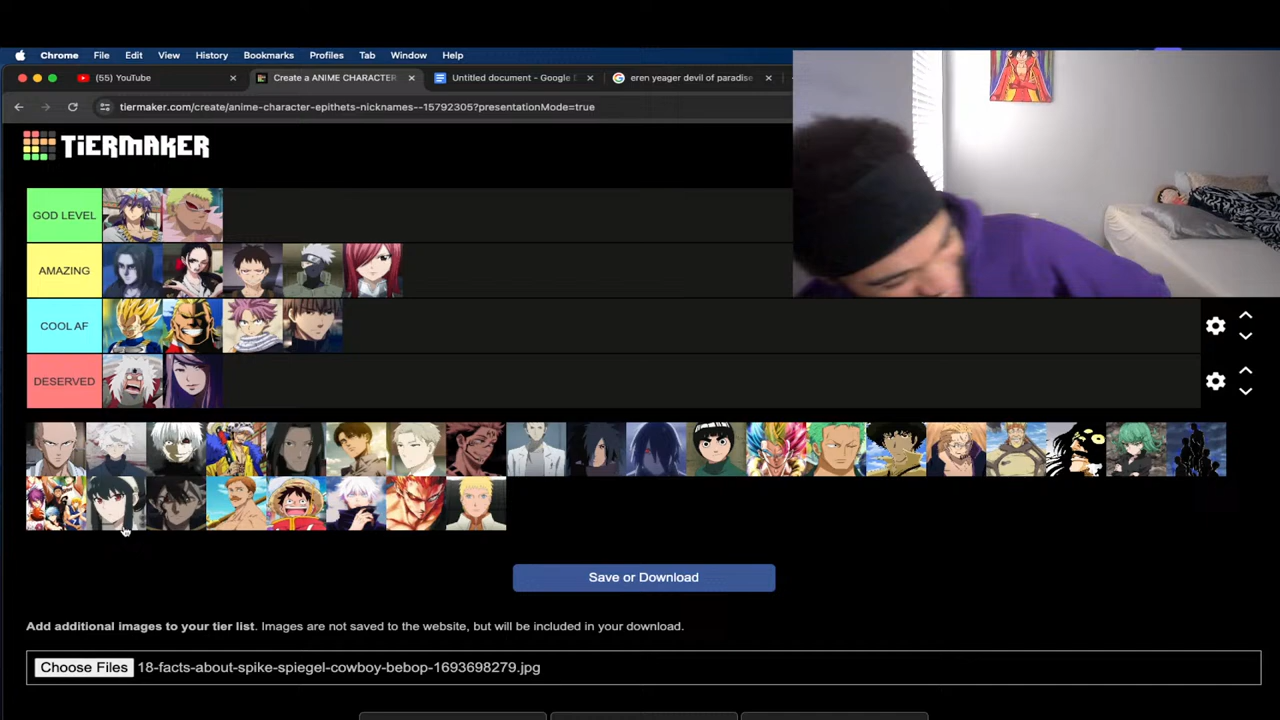 Chrome File Edit View History Bookmarks Profiles Tab Window Help
(55) YouTube Create a ANIME CHARACTER Untitled document - Google eren yeager devil of paradise
tiermaker.com/create/anime-character-epithets-nicknames--15792305?presentationMode=true
TiERMAKER
GOD LEVEL
AMAZING
COOL AF
DESERVED
Save or Download
Add additional images to your tier list. Images are not saved to the website, but will be included in your download.
Choose Files 18-facts-about-spike-spiegel-cowboy-bebop-1693698279.jpg